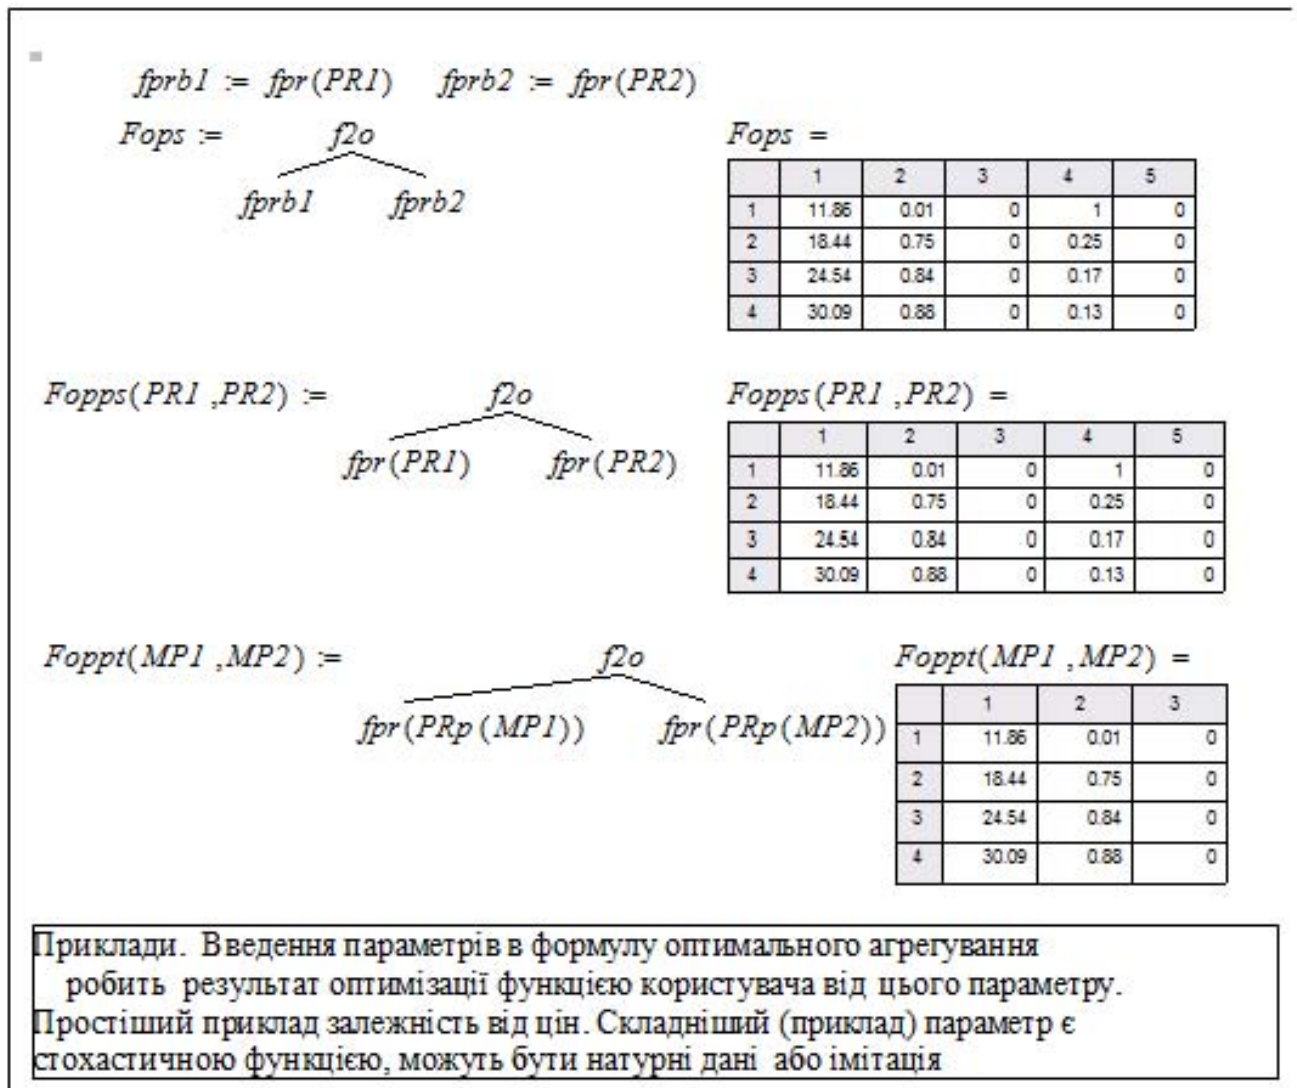 fprb1 := fpr(PR1) fprb2 := fpr(PR2)
Fops := f2o
fprb1 fprb2
Fops =
1 2 3 4 5
1 11.86 0.01 0 1 0
2 18.44 0.75 0 0.25 0
3 24.54 0.84 0 0.17 0
4 30.09 0.88 0 0.13 0
Fopps(PR1 ,PR2) := f2o
fpr(PR1) fpr(PR2)
Fopps(PR1 ,PR2) =
1 2 3 4 5
1 11.86 0.01 0 1 0
2 18.44 0.75 0 0.25 0
3 24.54 0.84 0 0.17 0
4 30.09 0.88 0 0.13 0
Foppt(MP1 ,MP2) := f2o
fpr(PRp(MP1)) fpr(PRp(MP2))
Foppt(MP1 ,MP2) =
1 2 3
1 11.86 0.01 0
2 18.44 0.75 0
3 24.54 0.84 0
4 30.09 0.88 0
Приклади. Введення параметрів в формулу оптимального агрегування
робить результат оптимізації функцією користувача від цього параметру.
Простіший приклад залежність від цін. Складніший (приклад) параметр є
стохастичною функцією, можуть бути натурні дані або імітація